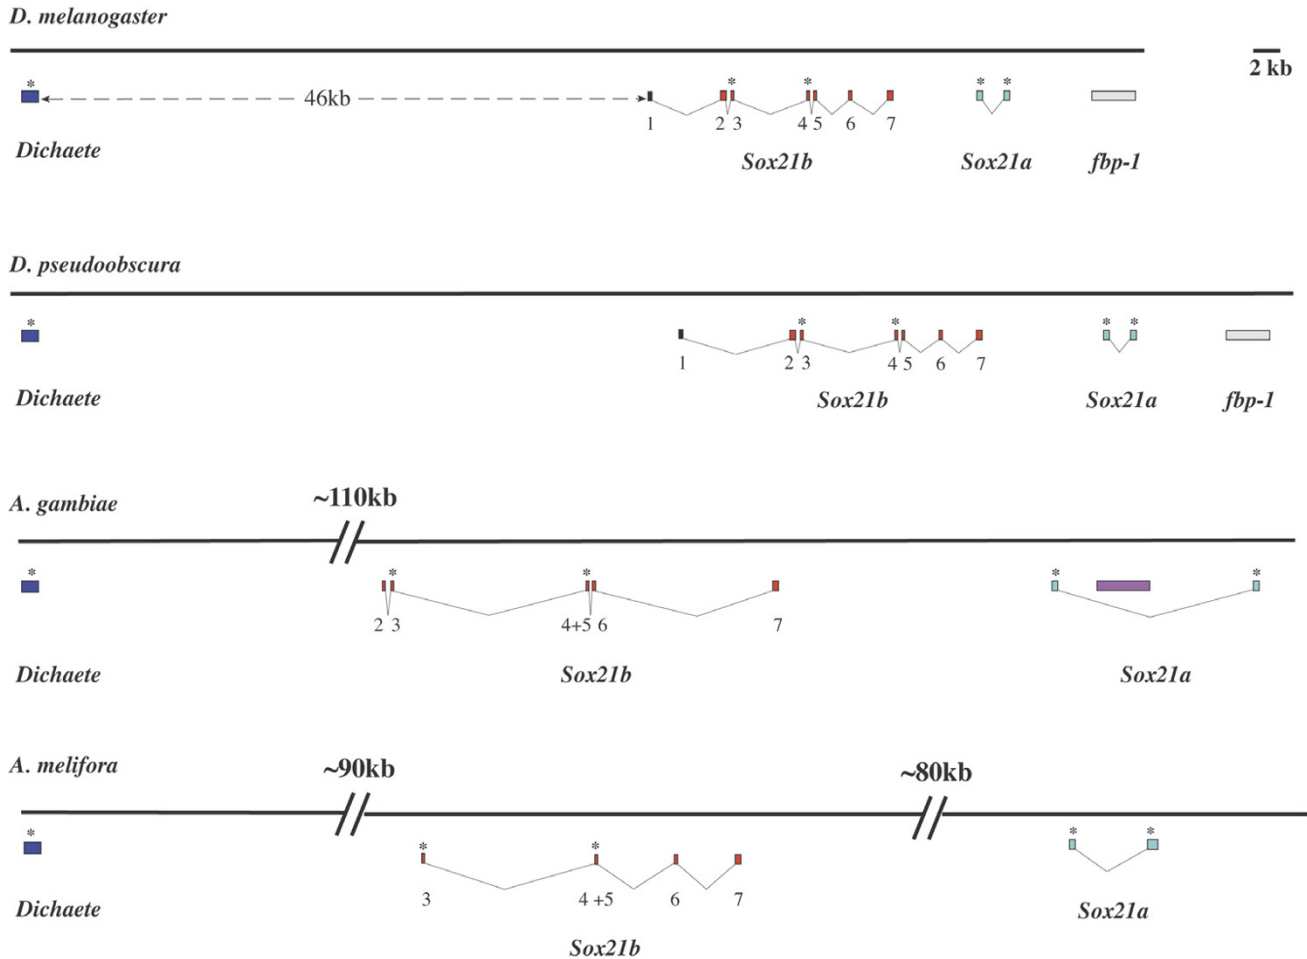 D. melanogaster
2 kb
* * * * *
46kb
1 2 3 4 5 6 7
Dichaete Sox21b Sox21a fbp-1
D. pseudoobscura
* * * * *
1 2 3 4 5 6 7
Dichaete Sox21b Sox21a fbp-1
~110kb
A. gambiae
* * * * *
2 3 4+5 6 7
Dichaete Sox21b Sox21a
~90kb ~80kb
A. melifora
* * * * *
3 4 +5 6 7
Dichaete Sox21a
Sox21b